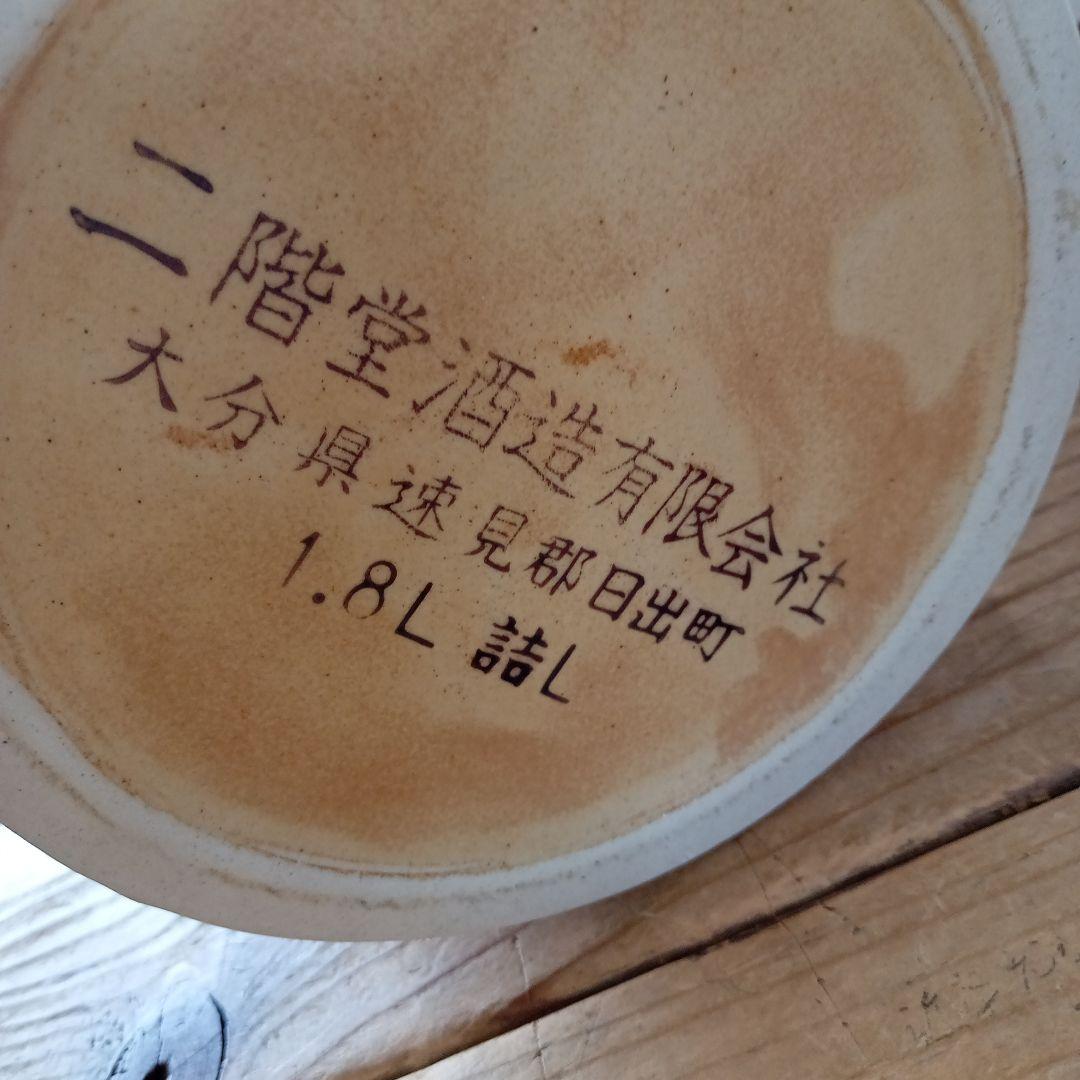 二階堂酒造有限会社
大分県速見郡日出町
1.8L 詰L